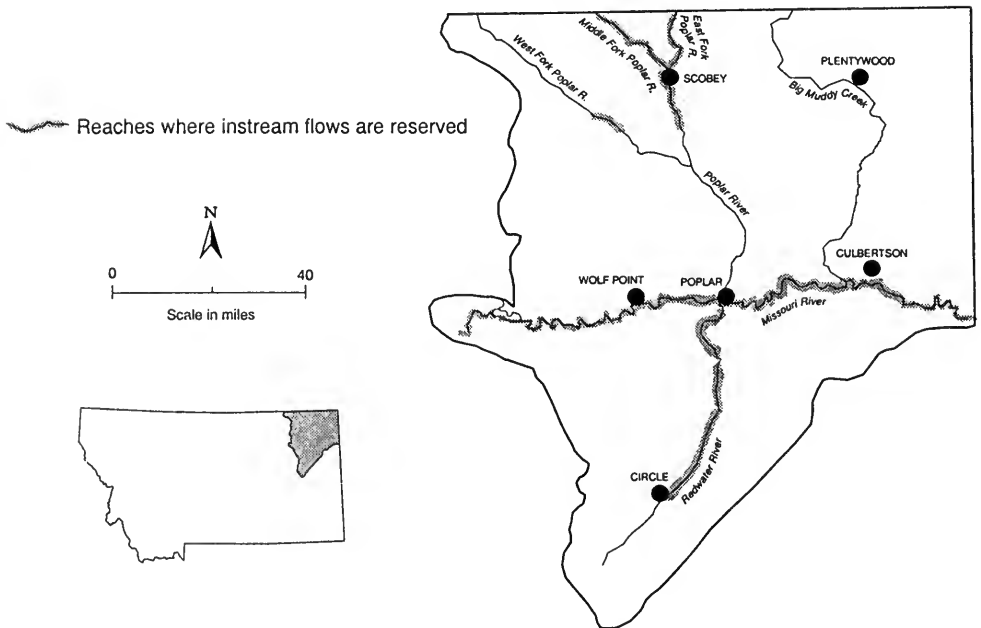 East Fork
Poplar R.
Middle Fork Poplar R.
West Fork Poplar R.
SCOBEY
PLENTYWOOD
Big Muddy Creek
Reaches where instream flows are reserved
Poplar River
N
0 40
Scale in miles
CULBERTSON
WOLF POINT
POPLAR
Missouri River
CIRCLE
Redwater River